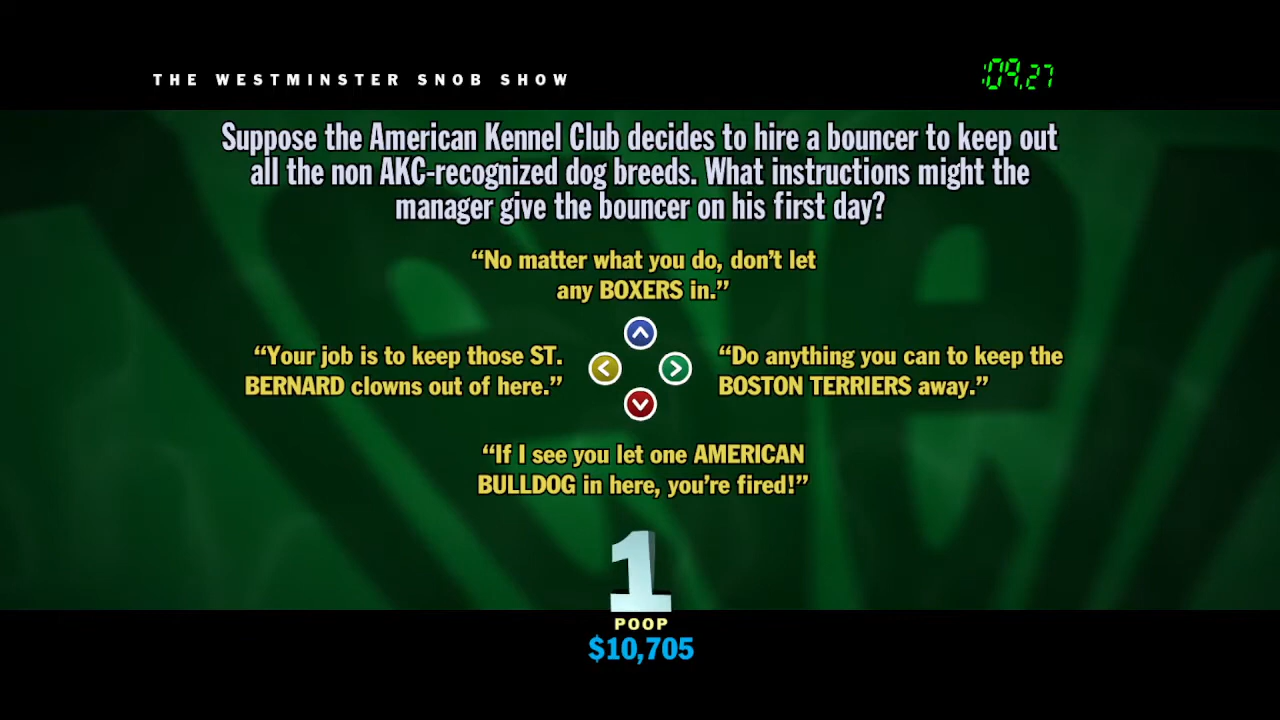 THE WESTMINSTER SNOB SHOW
:09.27
Suppose the American Kennel Club decides to hire a bouncer to keep out
all the non AKC-recognized dog breeds. What instructions might the
manager give the bouncer on his first day?
“No matter what you do, don’t let
any BOXERS in.”
“Your job is to keep those ST.
BERNARD clowns out of here.”
“Do anything you can to keep the
BOSTON TERRIERS away.”
“If I see you let one AMERICAN
BULLDOG in here, you’re fired!”
1
POOP
$10,705